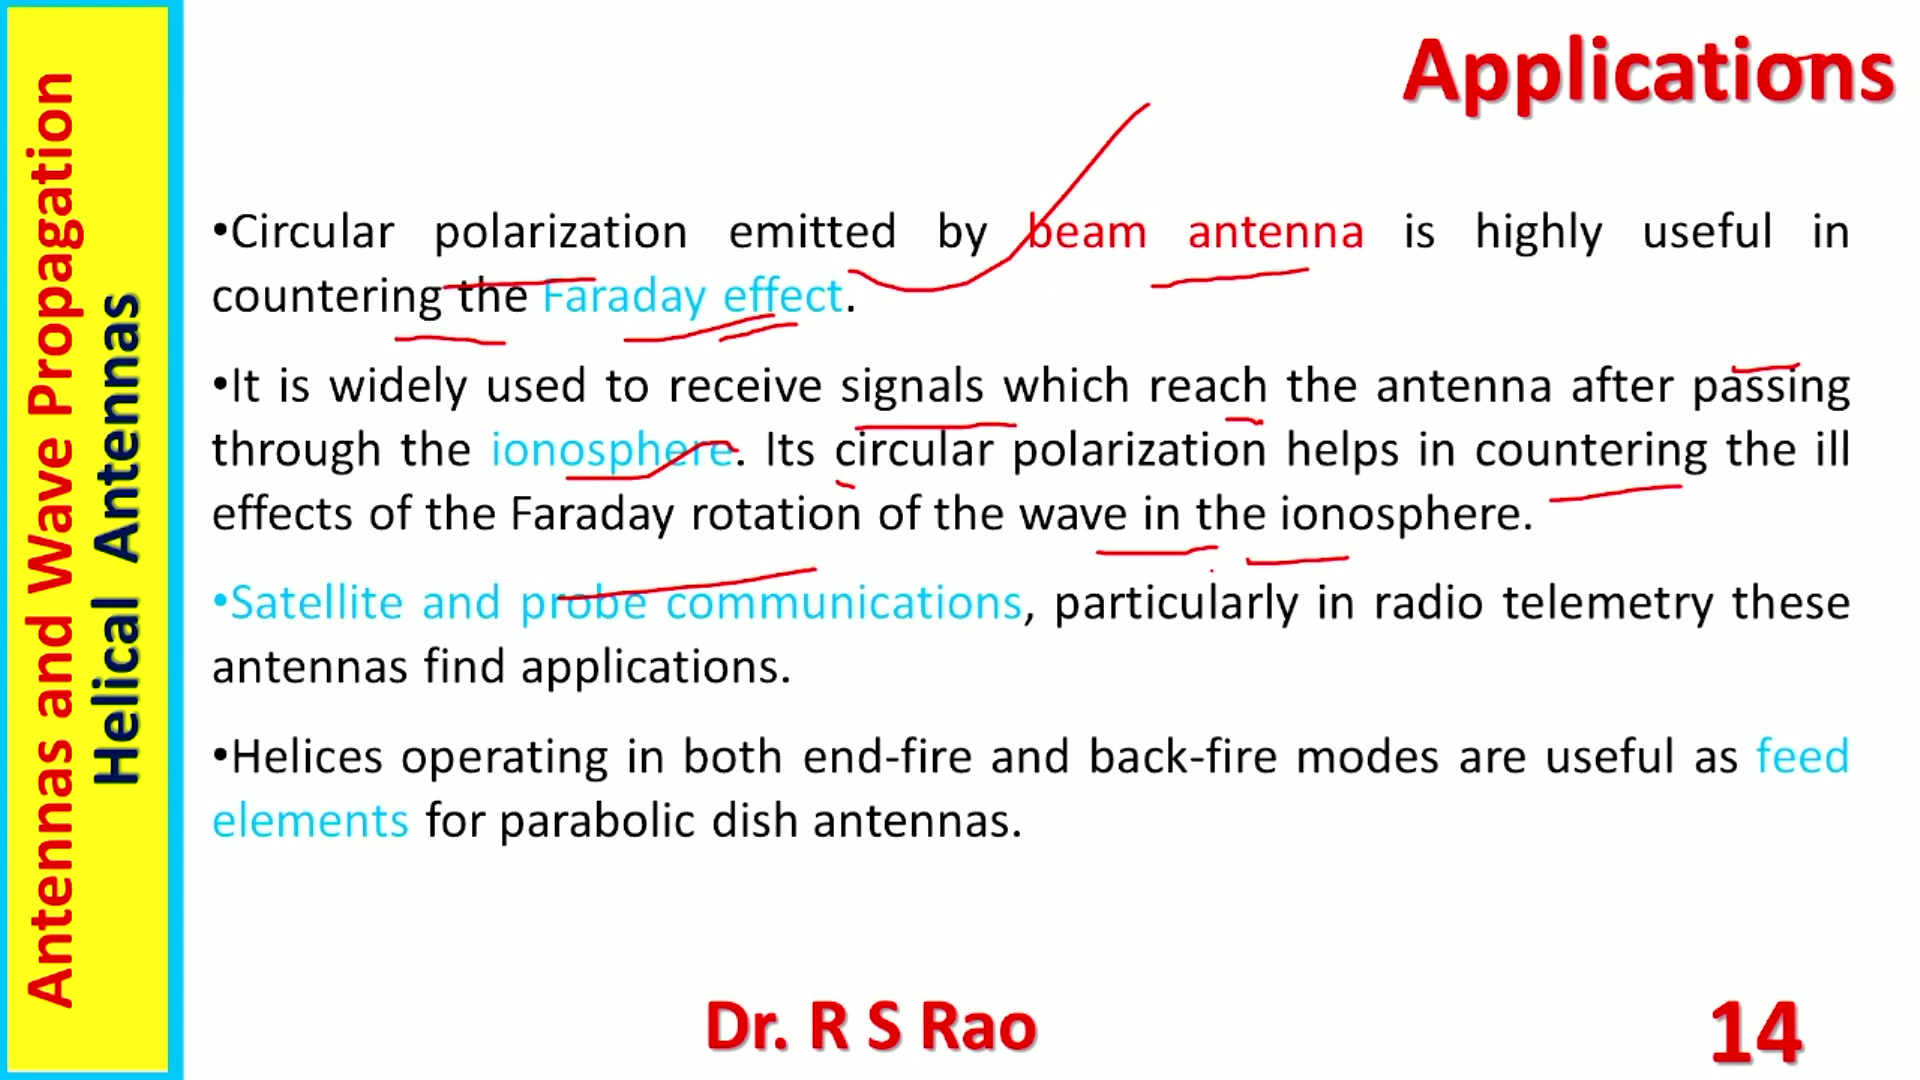 Antennas and Wave Propagation
Helical Antennas
Applications
•Circular polarization emitted by beam antenna is highly useful in
countering the Faraday effect.
•It is widely used to receive signals which reach the antenna after passing
through the ionosphere. Its circular polarization helps in countering the ill
effects of the Faraday rotation of the wave in the ionosphere.
•Satellite and probe communications, particularly in radio telemetry these
antennas find applications.
•Helices operating in both end-fire and back-fire modes are useful as feed
elements for parabolic dish antennas.
Dr. R S Rao
14